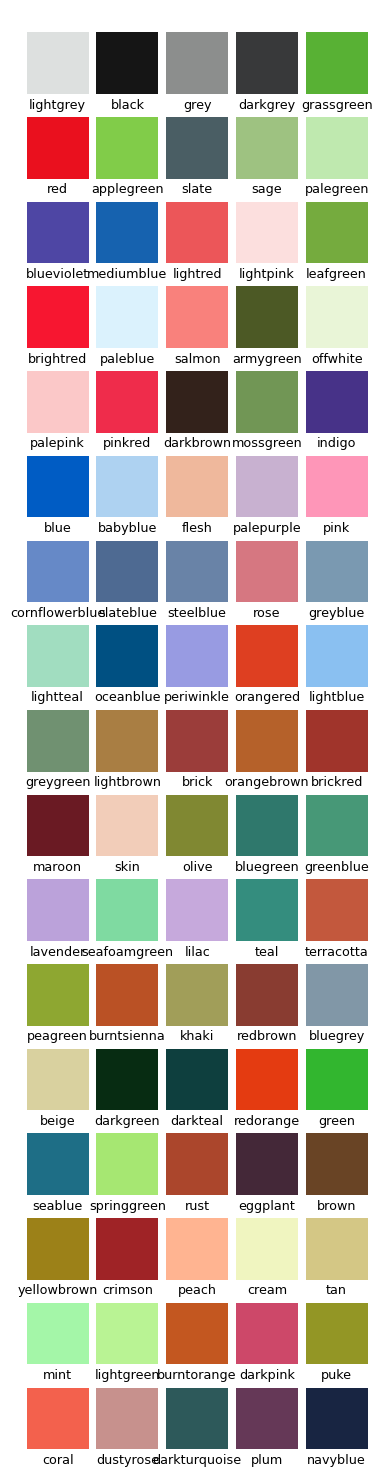 lightgrey black grey darkgrey grassgreen
red applegreen slate sage palegreen
blueviolet mediumblue lightred lightpink leafgreen
brightred paleblue salmon armygreen offwhite
palepink pinkred darkbrown mossgreen indigo
blue babyblue flesh palepurple pink
cornflowerblue slateblue steelblue rose greyblue
lightteal oceanblue periwinkle orangered lightblue
greygreen lightbrown brick orangebrown brickred
maroon skin olive bluegreen greenblue
lavender seafoamgreen lilac teal terracotta
peagreen burntsienna khaki redbrown bluegrey
beige darkgreen darkteal redorange green
seablue springgreen rust eggplant brown
yellowbrown crimson peach cream tan
mint lightgreen burntorange darkpink puke
coral dustyrose darkturquoise plum navyblue